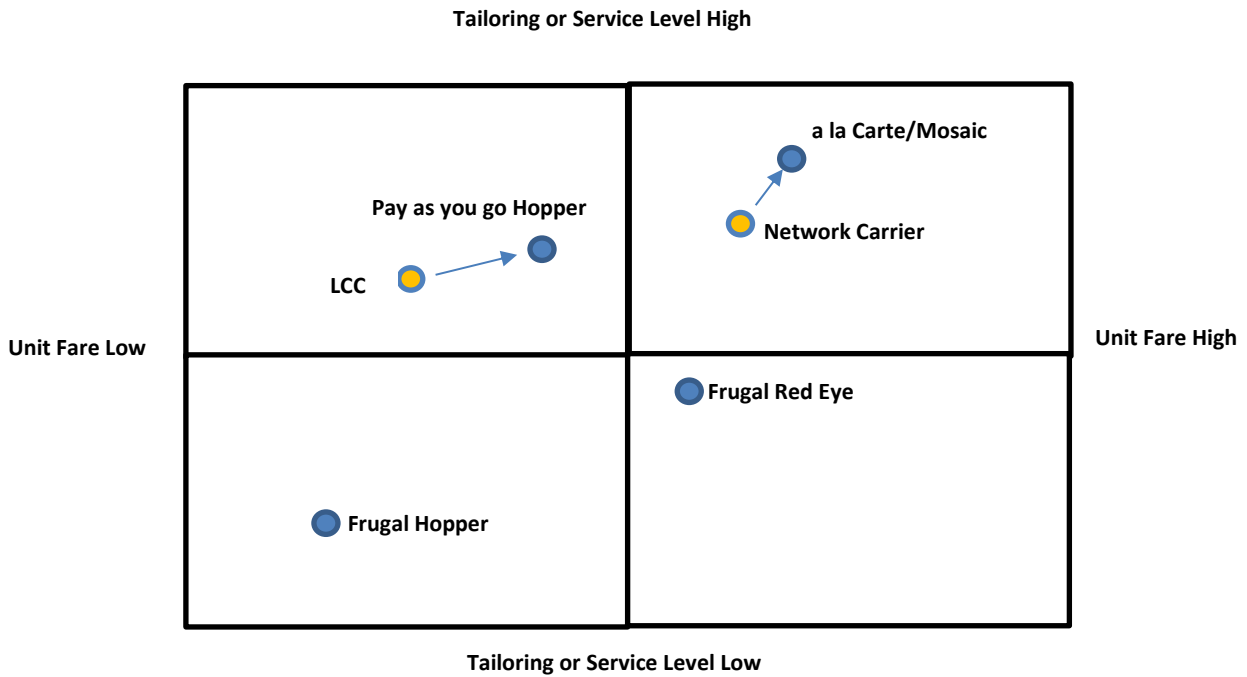 Tailoring or Service Level High
a la Carte/Mosaic
Pay as you go Hopper
Network Carrier
LCC
Unit Fare Low
Unit Fare High
Frugal Red Eye
Frugal Hopper
Tailoring or Service Level Low